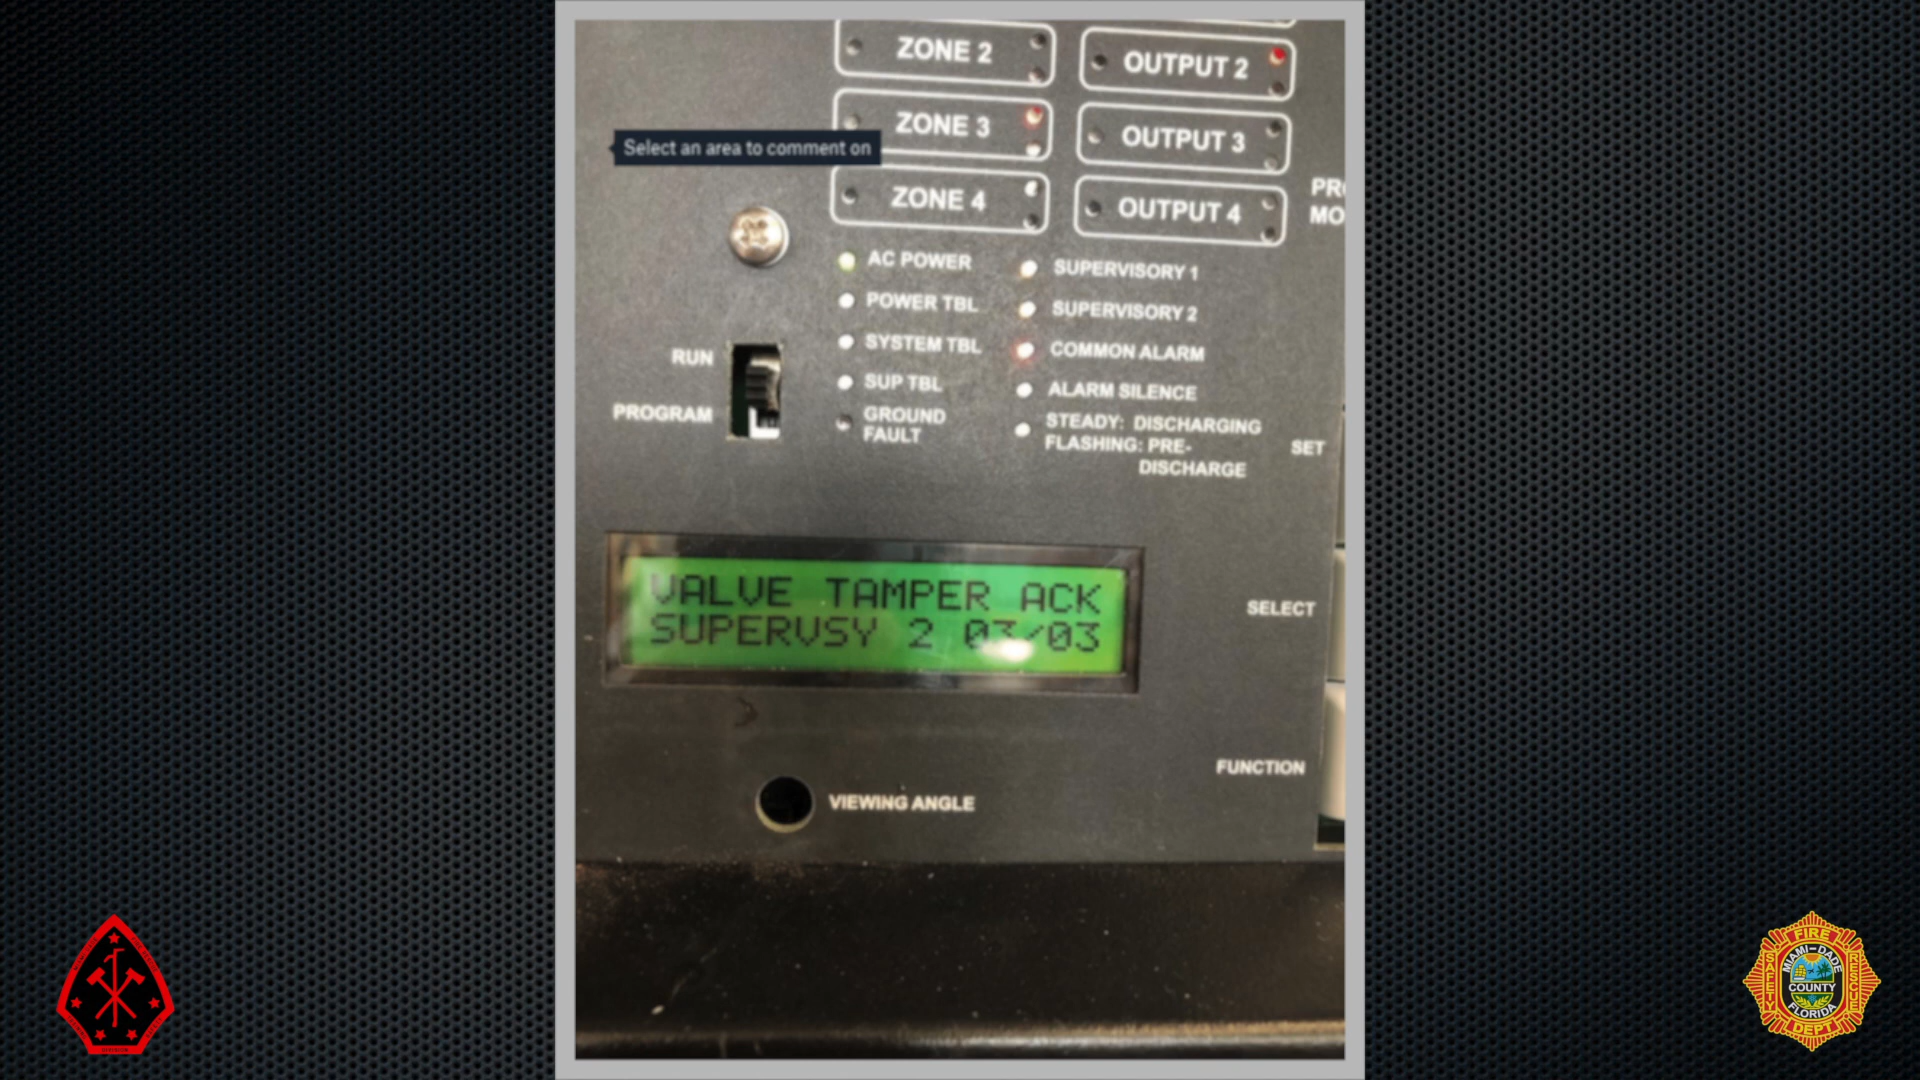 ZONE 2
OUTPUT 2
ZONE 3
OUTPUT 3
Select an area to comment on
ZONE 4
OUTPUT 4
PR
MO
AC POWER
SUPERVISORY 1
POWER TBL
SUPERVISORY 2
SYSTEM TBL
COMMON ALARM
SUP TBL
ALARM SILENCE
GROUND
FAULT
STEADY: DISCHARGING
FLASHING: PRE-
DISCHARGE
RUN
PROGRAM
SET
VALVE TAMPER ACK
SUPERVSY 2 03/03
SELECT
FUNCTION
VIEWING ANGLE
FIRE
SAFETY
RESCUE
DEPT
MIAMI-DADE
COUNTY
FLORIDA